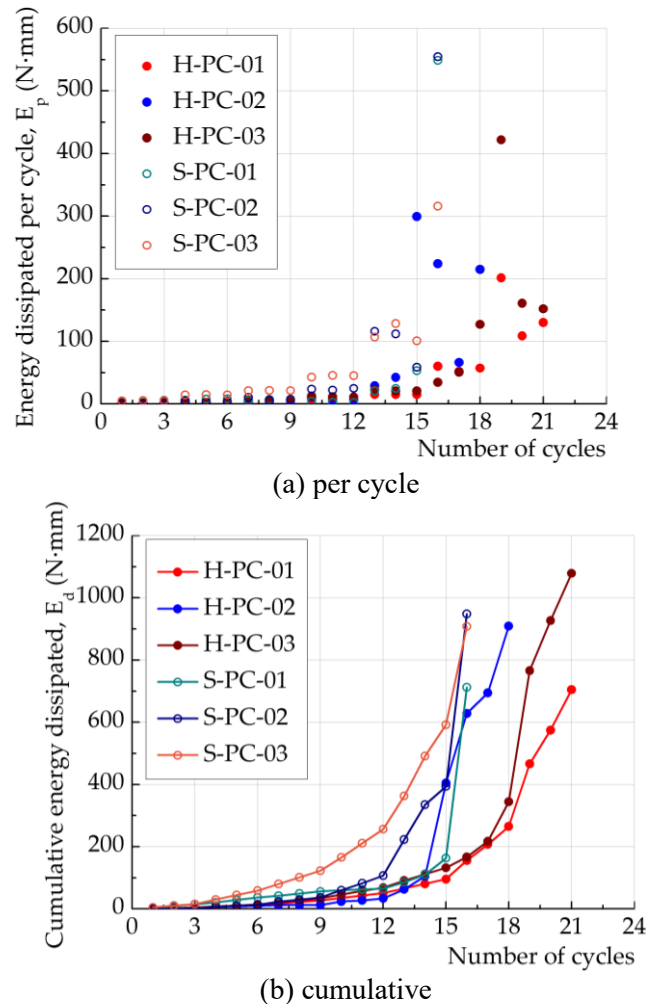 Energy dissipated per cycle, E_p (N·mm)
600
500
400
300
200
100
0
H-PC-01
H-PC-02
H-PC-03
S-PC-01
S-PC-02
S-PC-03
0 3 6 9 12 15 18 21 24
Number of cycles
(a) per cycle
Cumulative energy dissipated, E_d (N·mm)
1200
1000
800
600
400
200
0
H-PC-01
H-PC-02
H-PC-03
S-PC-01
S-PC-02
S-PC-03
0 3 6 9 12 15 18 21 24
Number of cycles
(b) cumulative